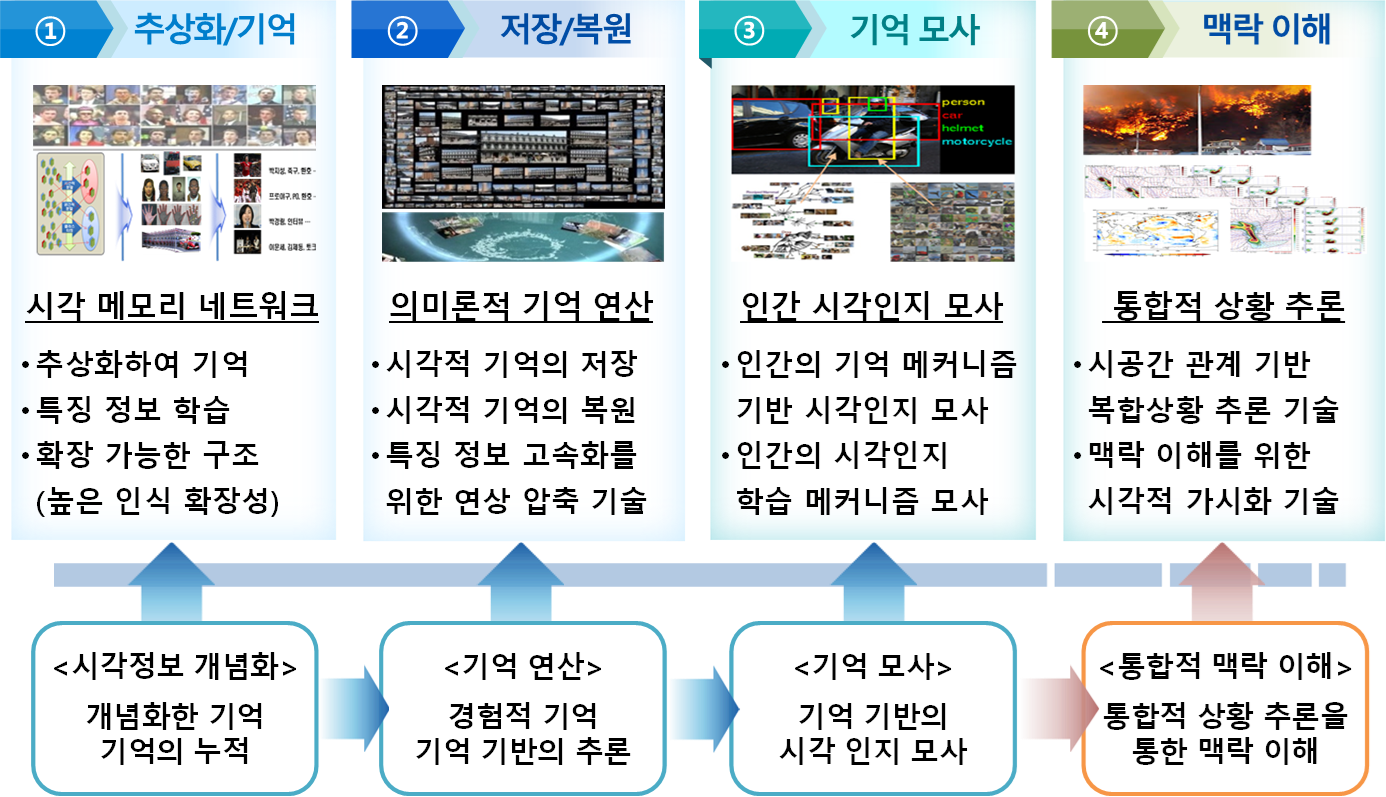 ① 추상화/기억
② 저장/복원
③ 기억 모사
④ 맥락 이해
person
car
helmet
motorcycle
박지성, 축구, 환호
프로야구, PO, 환호
이문세, 김제동, 토크
시각 메모리 네트워크
• 추상화하여 기억
• 특징 정보 학습
• 확장 가능한 구조
(높은 인식 확장성)
의미론적 기억 연산
• 시각적 기억의 저장
• 시각적 기억의 복원
• 특징 정보 고속화를
위한 연상 압축 기술
인간 시각인지 모사
• 인간의 기억 메커니즘
기반 시각인지 모사
• 인간의 시각인지
학습 메커니즘 모사
통합적 상황 추론
• 시공간 관계 기반
복합상황 추론 기술
• 맥락 이해를 위한
시각적 가시화 기술
<시각정보 개념화>
개념화한 기억
기억의 누적
<기억 연산>
경험적 기억
기억 기반의 추론
<기억 모사>
기억 기반의
시각 인지 모사
<통합적 맥락 이해>
통합적 상황 추론을
통한 맥락 이해